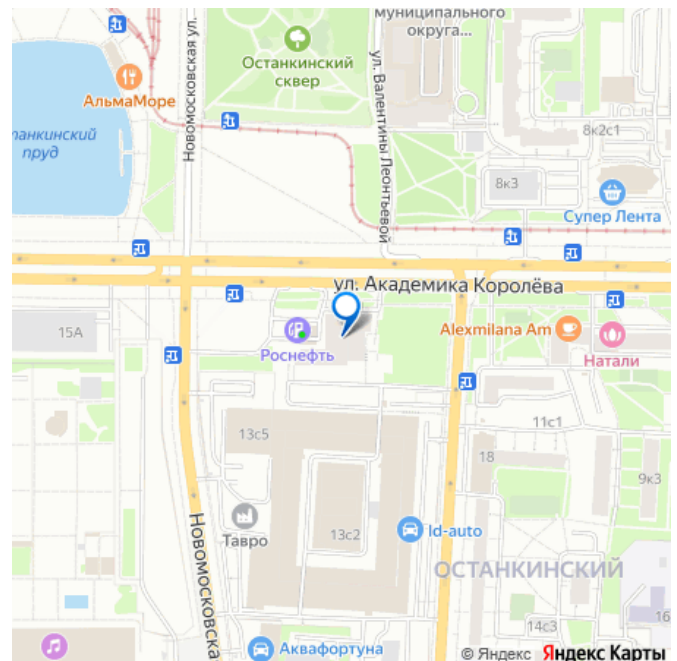 муниципального
округа...
Новомосковская ул.
Останкинский
сквер
ул. Валентины Леонтьевой
АльмаМоре
танкинский
пруд
8к2с1
8к3
Супер Лента
ул. Академика Королёва
15А
Роснефть
Alexmilana Am
Натали
13с5
11с1
18
9к3
Тавро
13с2
Id-auto
Новомосковска
ОСТАНКИНСКИЙ
16
14с3
Аквафортуна
© Яндекс Яндекс Карты